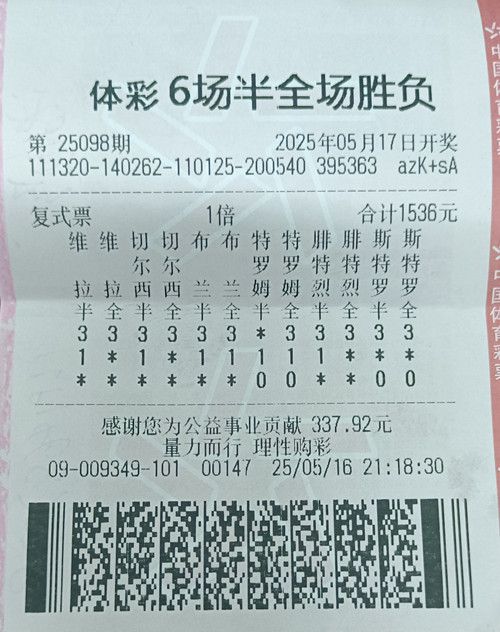 体彩 6场半全场胜负
第 25098期 2025年05月17日开奖
111320-140262-110125-200540 395363 azK+sA
复式票 1倍 合计1536元
维 维 切 切 布 布 特 特 腓 腓 斯 斯
尔 尔 罗 罗 特 特 特 特
拉 拉 西 西 兰 兰 姆 姆 烈 烈 罗 罗
半 全 半 全 半 全 半 全 半 全 半 全
3 3 3 3 3 3 * 3 3 3 3 3
1 * 1 * 1 1 1 1 1 * * *
* * * * * * 0 0 * * 0 0
感谢您为公益事业贡献 337.92元
量力而行 理性购彩
09-009349-101 00147 25/05/16 21:18:30
中国体育彩票